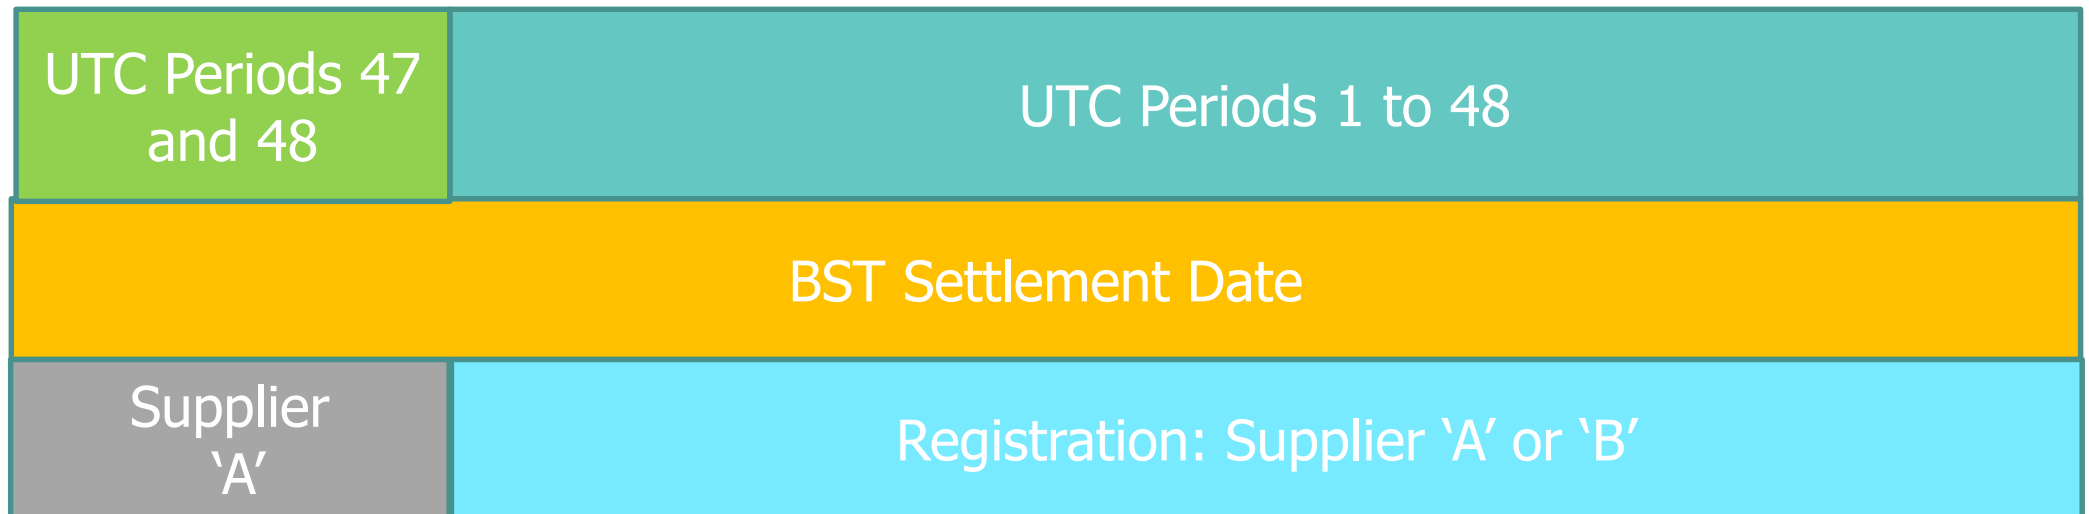 UTC Periods 47
and 48
UTC Periods 1 to 48
BST Settlement Date
Supplier
‘A’
Registration: Supplier ‘A’ or ‘B’